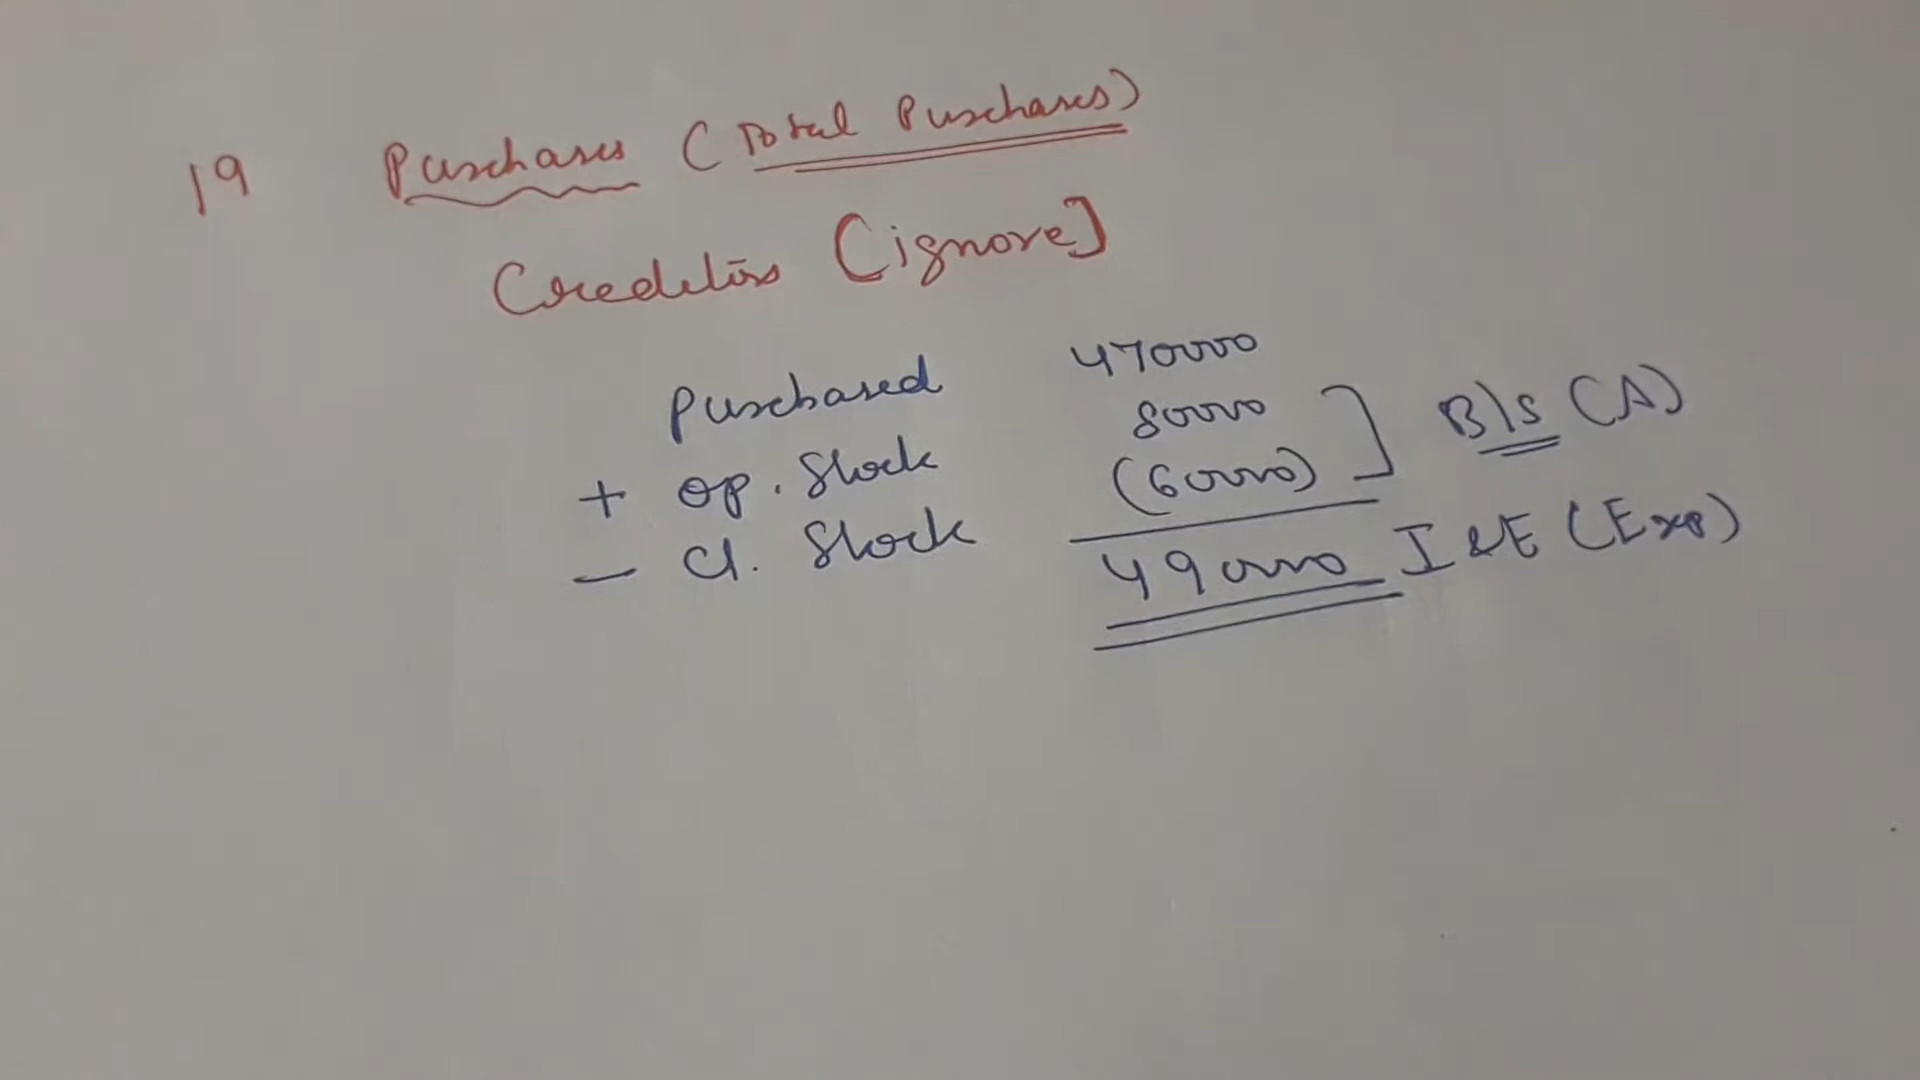 19 Purchases (Total Purchases)
Creditors [ignore]
Purchased 470000
+ op. Stock 80000
- Cl. Stock (60000) ] B/s (A)
490000 I & E (Exp)